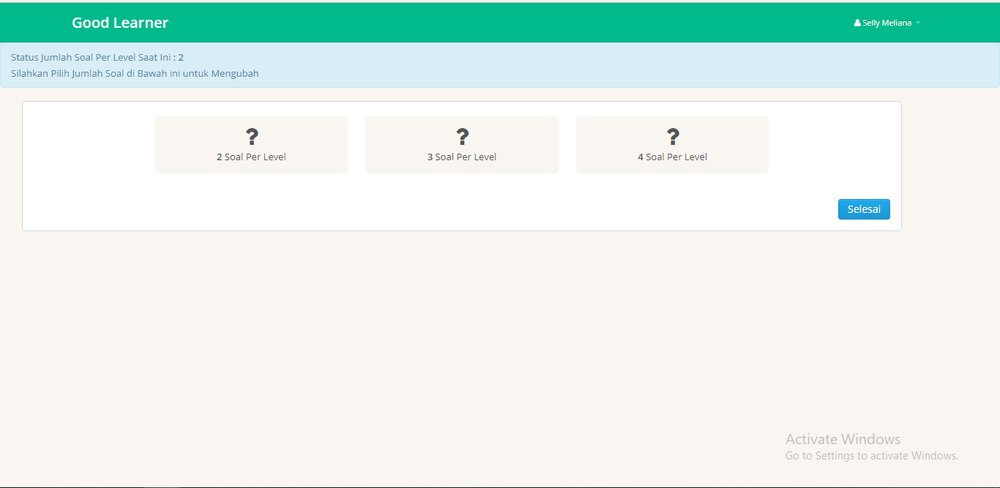 Good Learner
Selly Meliana
Status Jumlah Soal Per Level Saat Ini : 2
Silahkan Pilih Jumlah Soal di Bawah ini untuk Mengubah
2 Soal Per Level
3 Soal Per Level
4 Soal Per Level
Selesai
Activate Windows
Go to Settings to activate Windows.